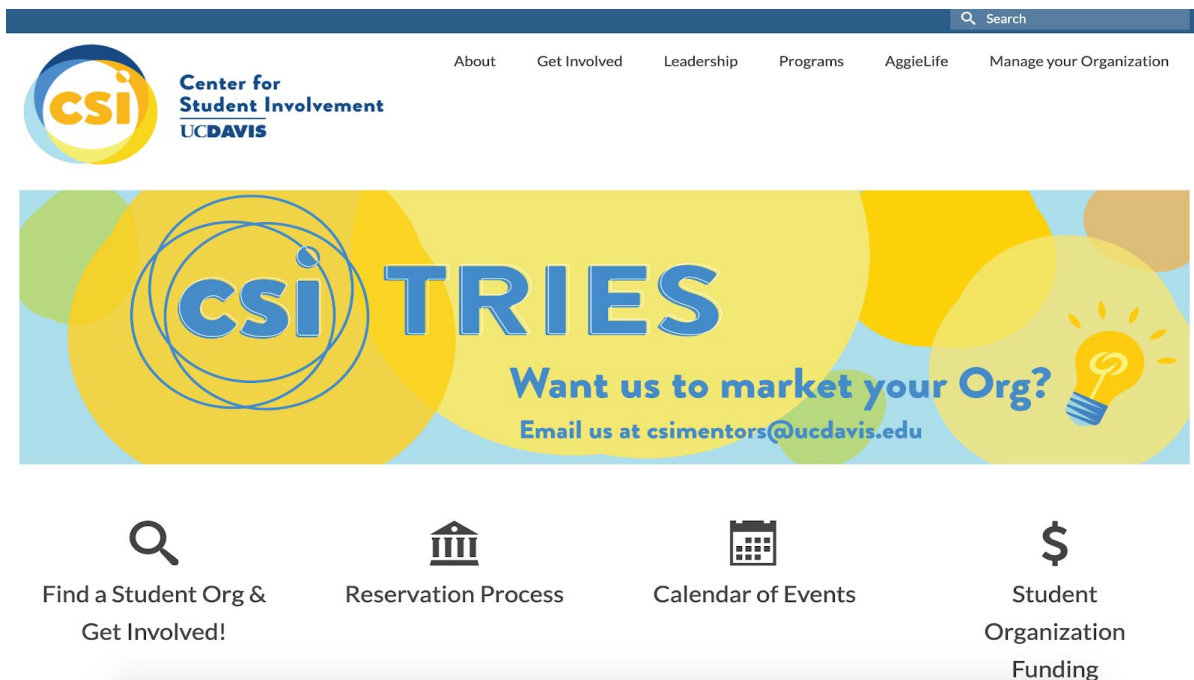 Search
About Get Involved Leadership Programs AggieLife Manage your Organization
csi
Center for
Student Involvement
UCDAVIS
csi TRIES
Want us to market your Org?
Email us at csimentors@ucdavis.edu
Find a Student Org &
Get Involved!
Reservation Process
Calendar of Events
$
Student
Organization
Funding